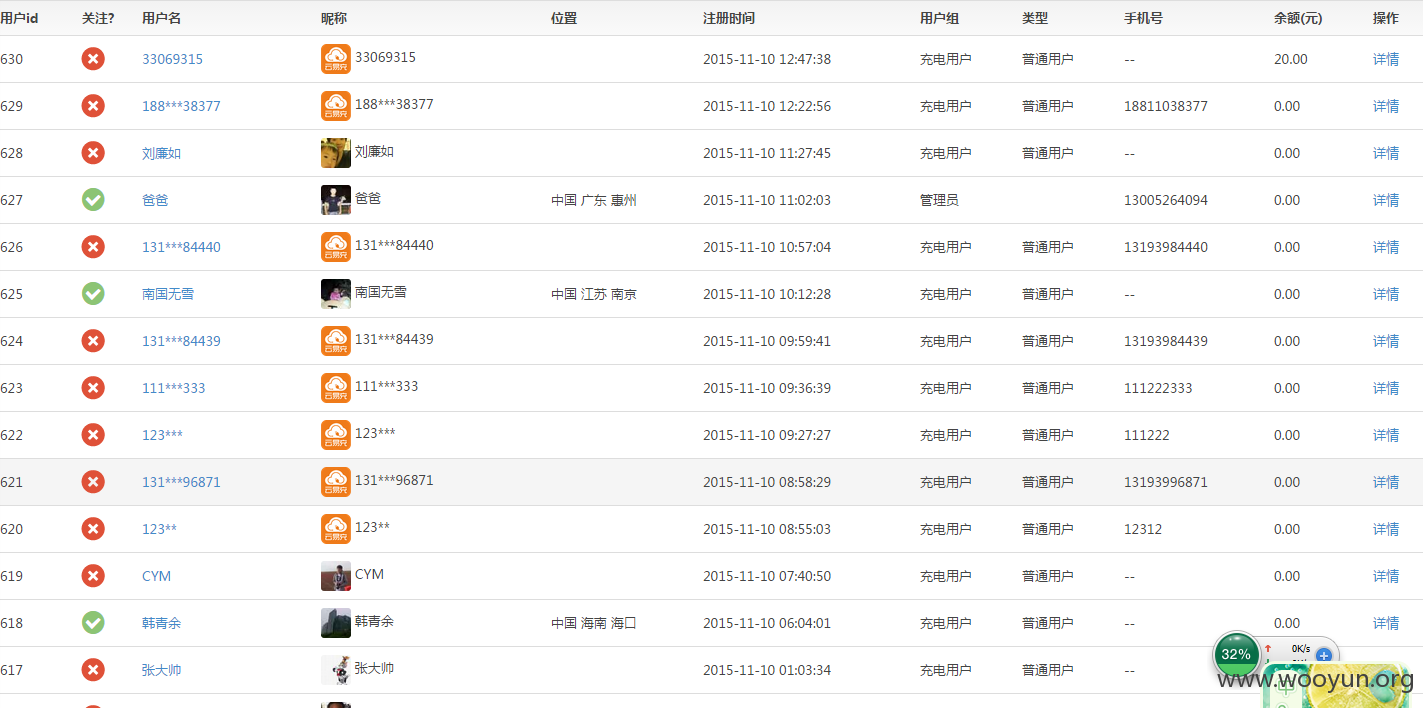 用户id 关注? 用户名 昵称 位置 注册时间 用户组 类型 手机号 余额(元) 操作
630 33069315 云易充 33069315 2015-11-10 12:47:38 充电用户 普通用户 -- 20.00 详情
629 188***38377 云易充 188***38377 2015-11-10 12:22:56 充电用户 普通用户 18811038377 0.00 详情
628 刘廉如 刘廉如 2015-11-10 11:27:45 充电用户 普通用户 -- 0.00 详情
627 爸爸 爸爸 中国 广东 惠州 2015-11-10 11:02:03 管理员 13005264094 0.00 详情
626 131***84440 云易充 131***84440 2015-11-10 10:57:04 充电用户 普通用户 13193984440 0.00 详情
625 南国无雪 南国无雪 中国 江苏 南京 2015-11-10 10:12:28 充电用户 普通用户 -- 0.00 详情
624 131***84439 云易充 131***84439 2015-11-10 09:59:41 充电用户 普通用户 13193984439 0.00 详情
623 111***333 云易充 111***333 2015-11-10 09:36:39 充电用户 普通用户 111222333 0.00 详情
622 123*** 云易充 123*** 2015-11-10 09:27:27 充电用户 普通用户 111222 0.00 详情
621 131***96871 云易充 131***96871 2015-11-10 08:58:29 充电用户 普通用户 13193996871 0.00 详情
620 123** 云易充 123** 2015-11-10 08:55:03 充电用户 普通用户 12312 0.00 详情
619 CYM CYM 2015-11-10 07:40:50 充电用户 普通用户 -- 0.00 详情
618 韩青余 韩青余 中国 海南 海口 2015-11-10 06:04:01 充电用户 普通用户 -- 0.00 详情
617 张大帅 张大帅 2015-11-10 01:03:34 充电用户 普通用户 --
32% 0K/s
www.wooyun.org